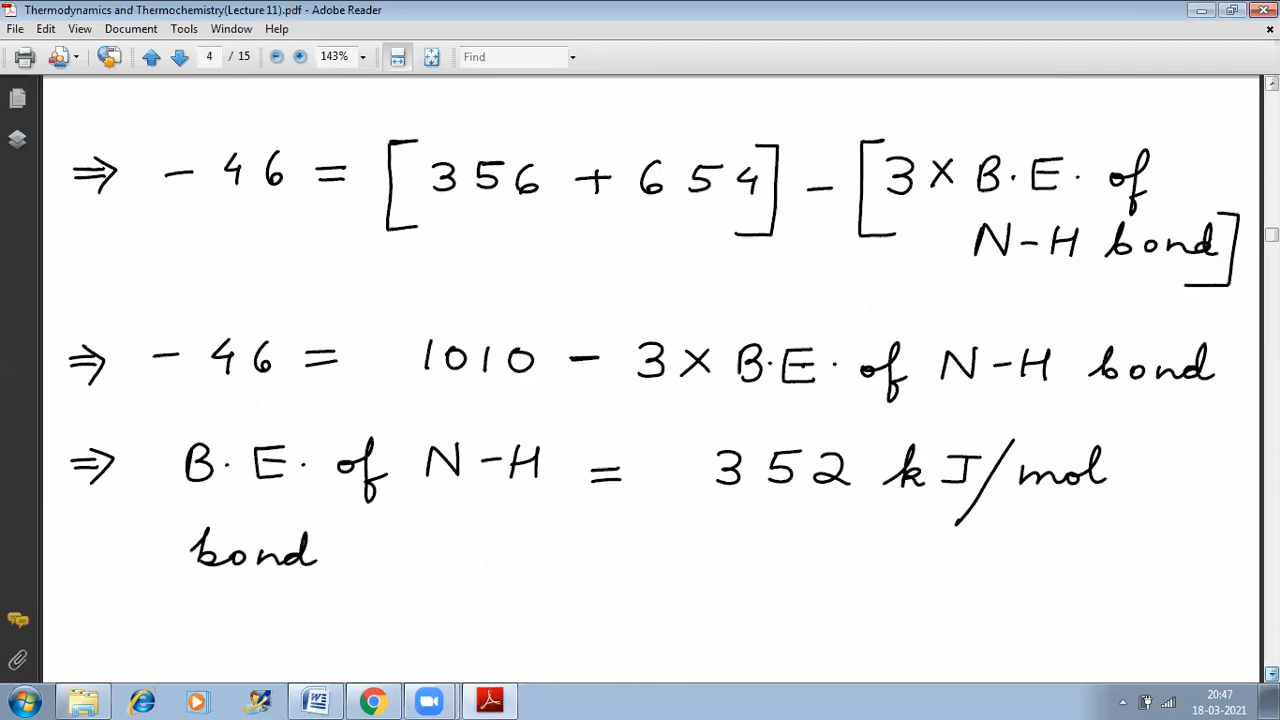 Thermodynamics and Thermochemistry(Lecture 11).pdf - Adobe Reader
File Edit View Document Tools Window Help
4 / 15 143% Find
⇒ - 46 = [356 + 654] - [3 × B.E. of
N-H bond]
⇒ - 46 = 1010 - 3 × B.E. of N-H bond
⇒ B.E. of N-H = 352 kJ/mol
bond
20:47
18-03-2021